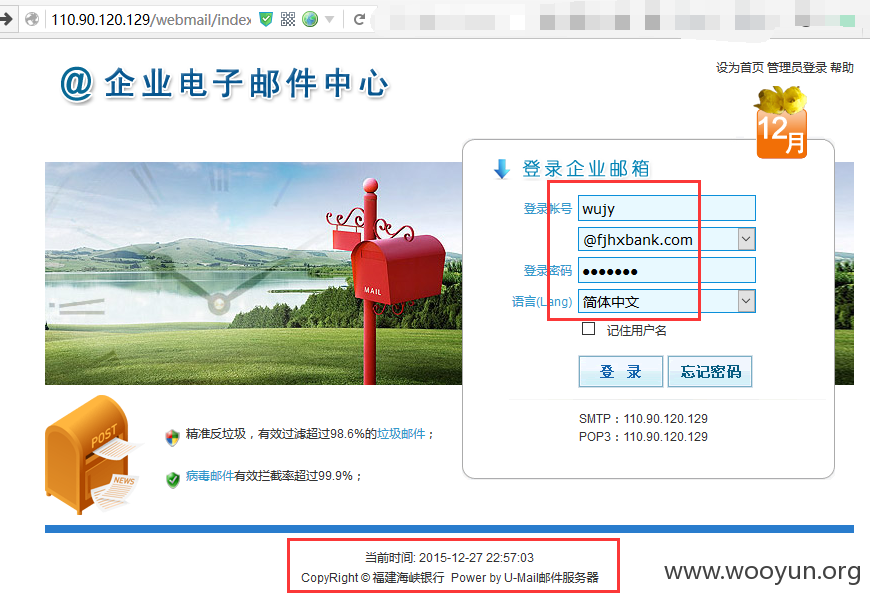 110.90.120.129/webmail/index
设为首页 管理员登录 帮助
@ 企业电子邮件中心
12月
登录企业邮箱
登录帐号 wujy
@fjhxbank.com
登录密码 ●●●●●●●
语言(Lang) 简体中文
记住用户名
登 录 忘记密码
SMTP：110.90.120.129
POP3：110.90.120.129
MAIL
POST
NEWS
精准反垃圾，有效过滤超过98.6%的垃圾邮件；
病毒邮件有效拦截率超过99.9%；
当前时间: 2015-12-27 22:57:03
CopyRight © 福建海峡银行 Power by U-Mail邮件服务器
www.wooyun.org